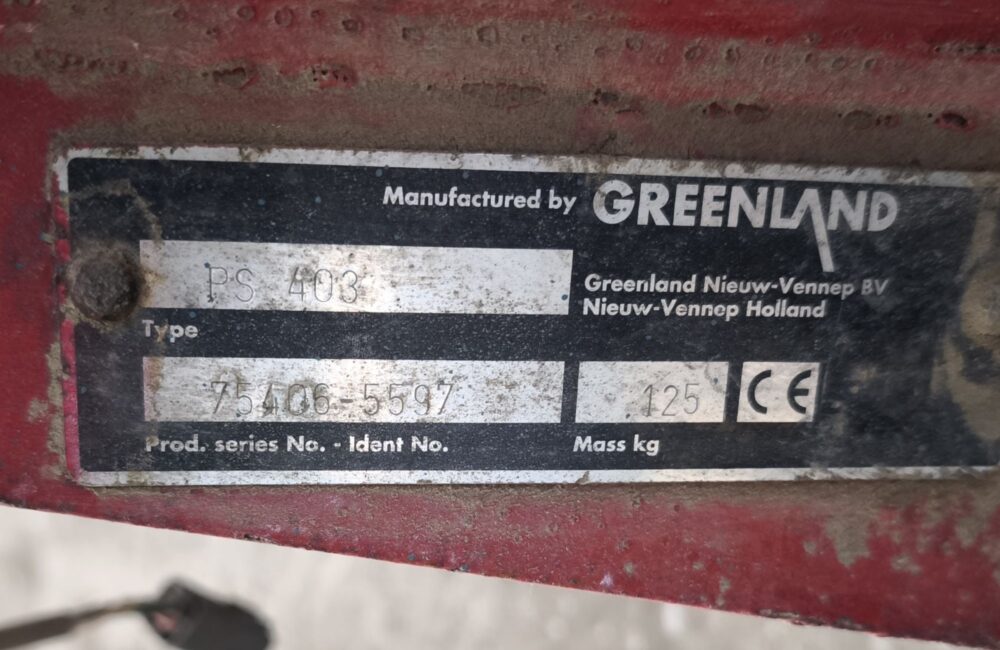 Manufactured by GREENLAND
PS 403
Type
Greenland Nieuw-Vennep BV
Nieuw-Vennep Holland
75406-5597
Prod. series No. - Ident No.
125
Mass kg
CE